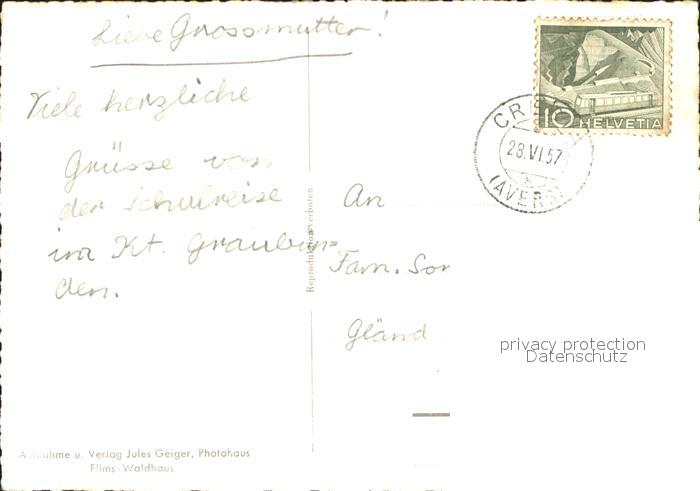 Liebe Grossmutter!
Viele herzliche
Grüsse von
der Schulreise
im Kt. Graubün=
den.
Reproduktion verboten
An
Fam.
Gländ
10 HELVETIA
28.VI.57
(AVERS)
privacy protection
Datenschutz
Aufnahme u. Verlag Jules Geiger, Photohaus
Flims-Waldhaus